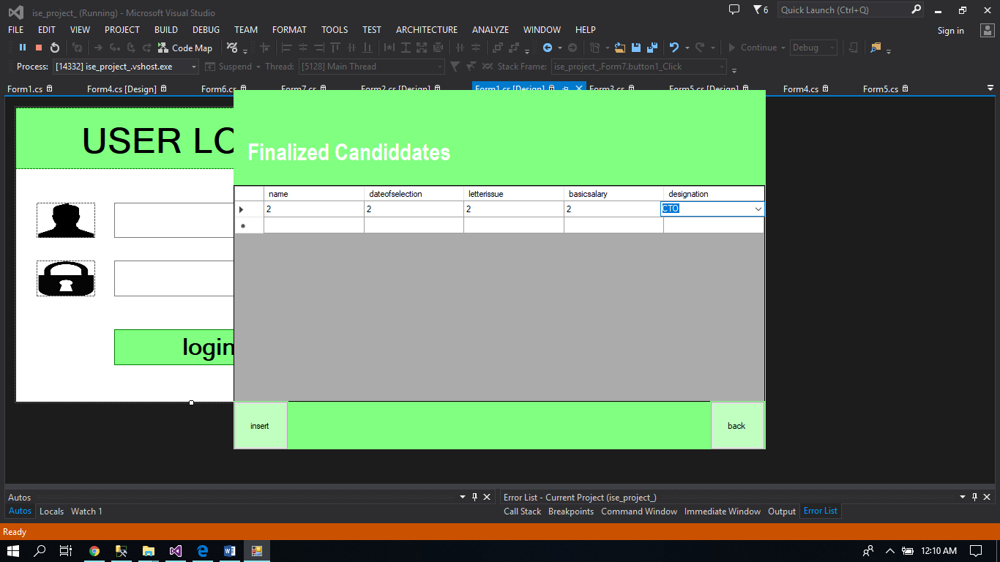 ise_project_ (Running) - Microsoft Visual Studio
6
Quick Launch (Ctrl+Q)
FILE EDIT VIEW PROJECT BUILD DEBUG TEAM FORMAT TOOLS TEST ARCHITECTURE ANALYZE WINDOW HELP
Sign in
Code Map
Continue
Debug
Process: [14332] ise_project_.vshost.exe Suspend Thread: [5128] Main Thread Stack Frame: ise_project_.Form7.button1_Click
Form1.cs Form4.cs [Design] Form6.cs Form7.cs Form2.cs [Design] Form1.cs [Design] Form3.cs Form5.cs [Design] Form4.cs Form5.cs
USER LO
Finalized Candiddates
name dateofselection letterissue basicsalary designation
2 2 2 2 CTO
login
insert
back
Autos
Error List - Current Project (ise_project_)
Autos Locals Watch 1
Call Stack Breakpoints Command Window Immediate Window Output Error List
Ready
12:10 AM